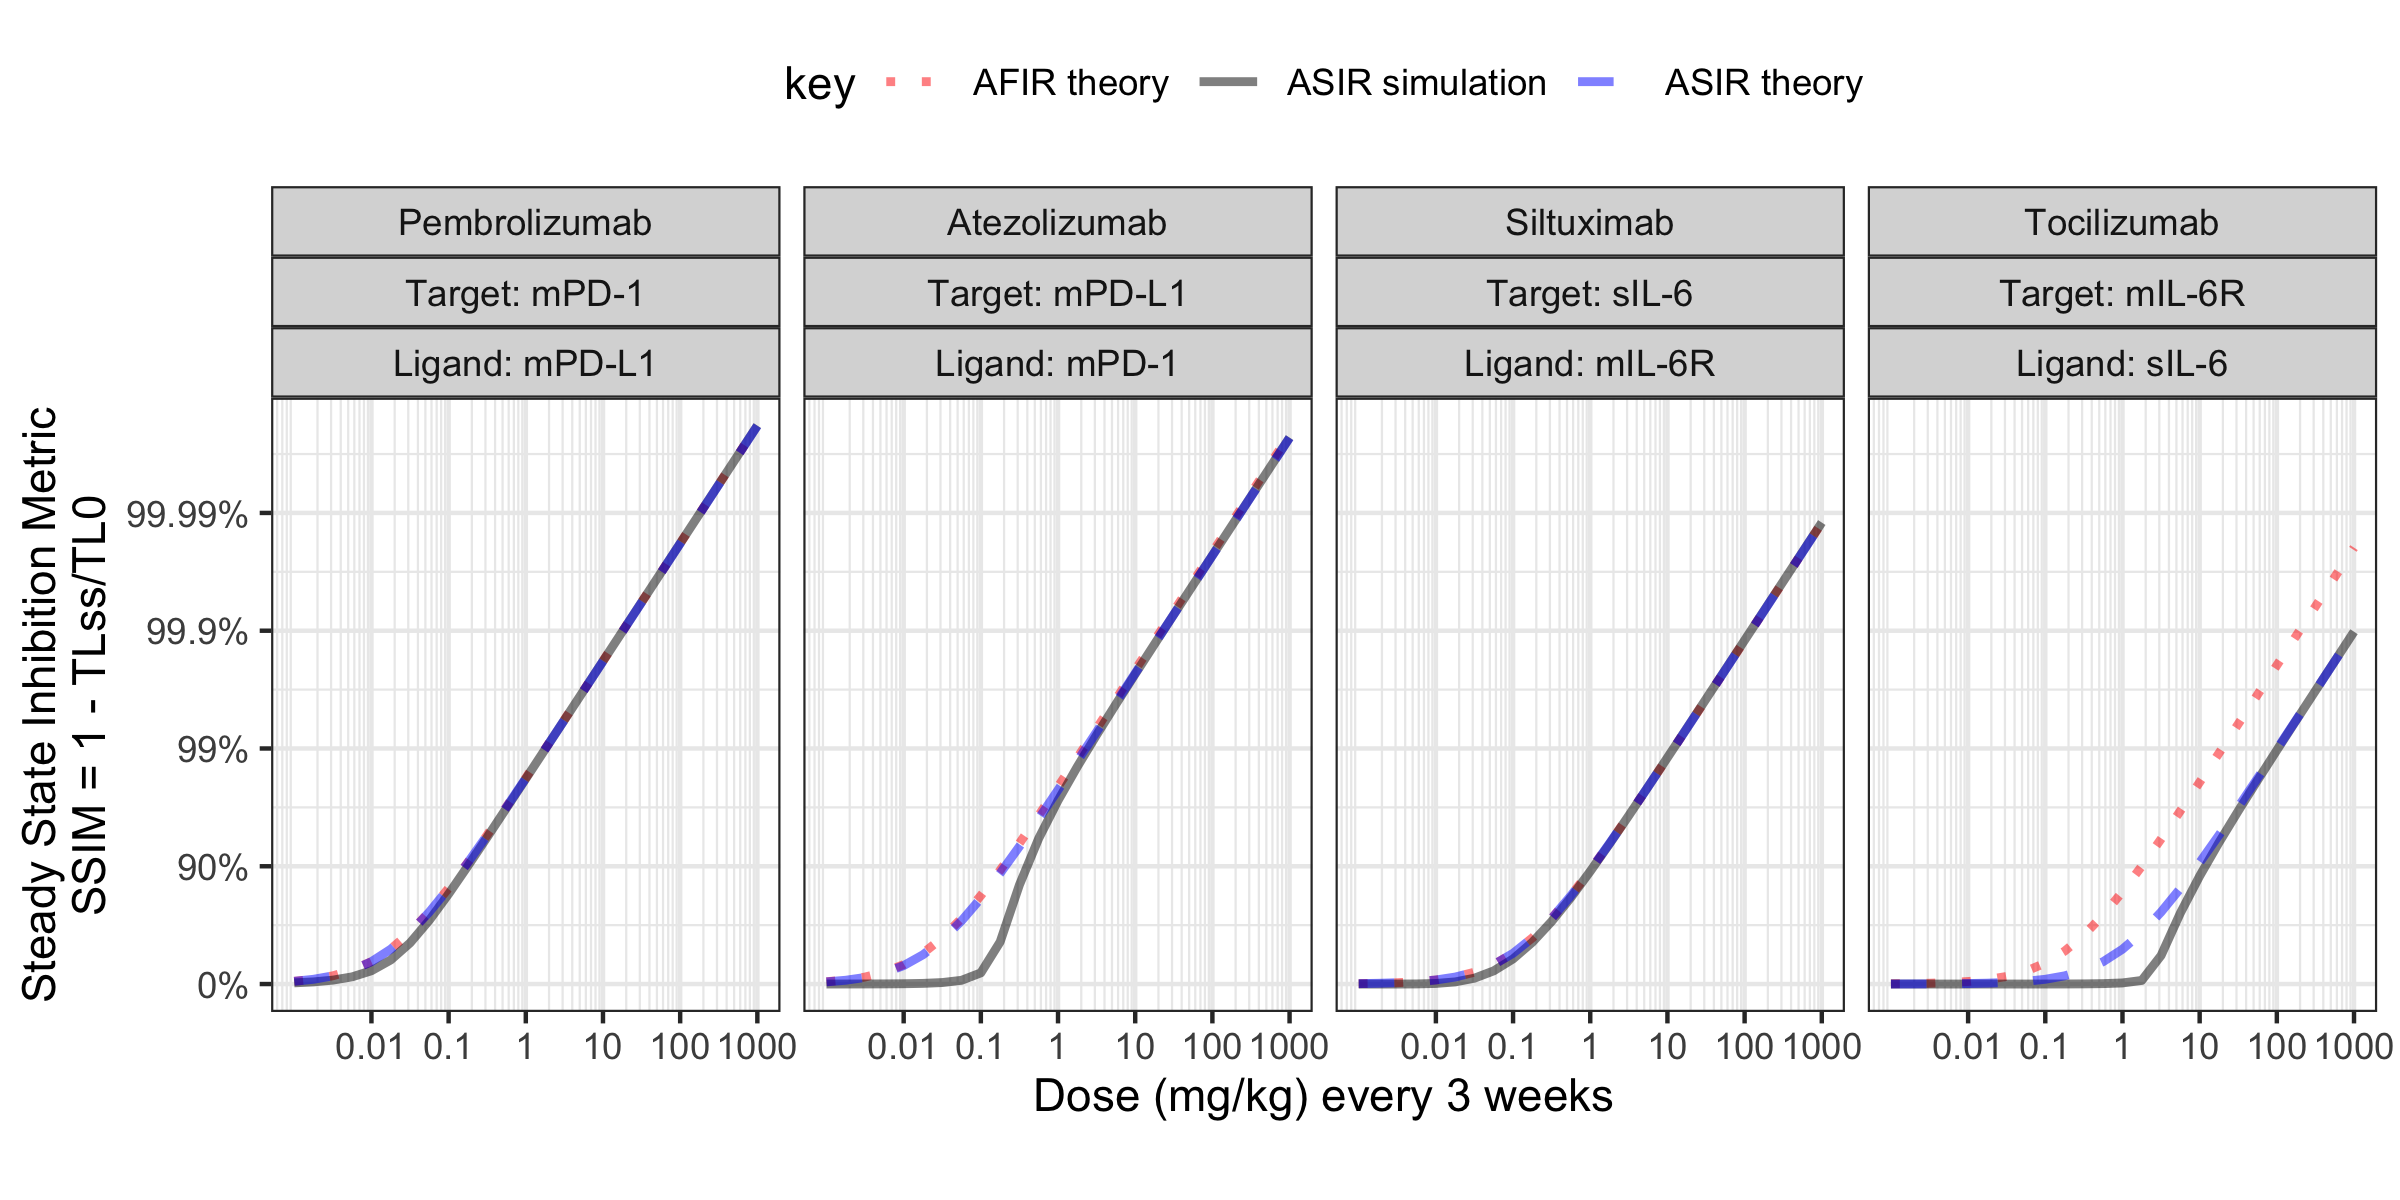 key AFIR theory ASIR simulation ASIR theory
Pembrolizumab Atezolizumab Siltuximab Tocilizumab
Target: mPD-1 Target: mPD-L1 Target: sIL-6 Target: mIL-6R
Ligand: mPD-L1 Ligand: mPD-1 Ligand: mIL-6R Ligand: sIL-6
Steady State Inhibition Metric
SSIM = 1 - TLss/TL0
99.99%
99.9%
99%
90%
0%
0.01 0.1 1 10 100 1000 0.01 0.1 1 10 100 1000 0.01 0.1 1 10 100 1000 0.01 0.1 1 10 100 1000
Dose (mg/kg) every 3 weeks